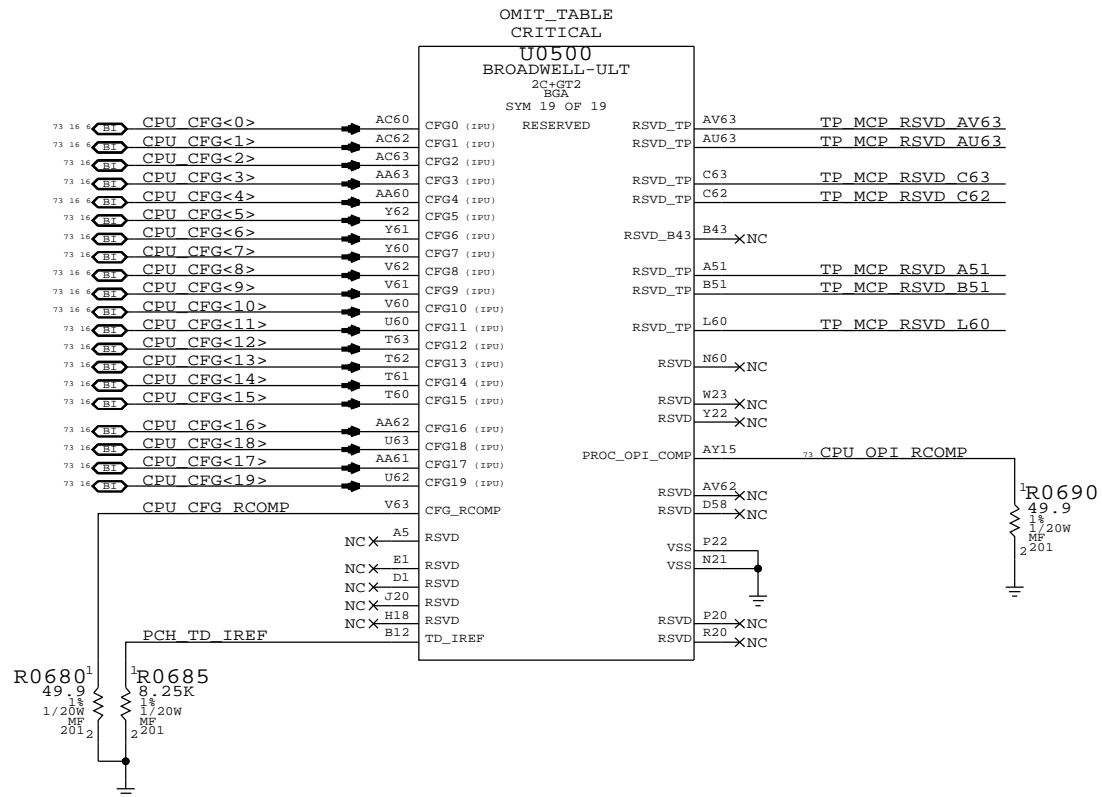 OMIT_TABLE
CRITICAL
U0500
BROADWELL-ULT
2C+GT2
BGA
SYM 19 OF 19
RESERVED
73 16 6 BI CPU_CFG<0> AC60 CFG0 (IPU)
73 16 6 BI CPU_CFG<1> AC62 CFG1 (IPU)
73 16 BI CPU_CFG<2> AC63 CFG2 (IPU)
73 16 6 BI CPU_CFG<3> AA63 CFG3 (IPU)
73 16 6 BI CPU_CFG<4> AA60 CFG4 (IPU)
73 16 BI CPU_CFG<5> Y62 CFG5 (IPU)
73 16 BI CPU_CFG<6> Y61 CFG6 (IPU)
73 16 BI CPU_CFG<7> Y60 CFG7 (IPU)
73 16 6 BI CPU_CFG<8> V62 CFG8 (IPU)
73 16 6 BI CPU_CFG<9> V61 CFG9 (IPU)
73 16 6 BI CPU_CFG<10> V60 CFG10 (IPU)
73 16 BI CPU_CFG<11> U60 CFG11 (IPU)
73 16 BI CPU_CFG<12> T63 CFG12 (IPU)
73 16 BI CPU_CFG<13> T62 CFG13 (IPU)
73 16 BI CPU_CFG<14> T61 CFG14 (IPU)
73 16 BI CPU_CFG<15> T60 CFG15 (IPU)
73 16 BI CPU_CFG<16> AA62 CFG16 (IPU)
73 16 BI CPU_CFG<18> U63 CFG18 (IPU)
73 16 BI CPU_CFG<17> AA61 CFG17 (IPU)
73 16 BI CPU_CFG<19> U62 CFG19 (IPU)
CPU_CFG_RCOMP V63 CFG_RCOMP
NC A5 RSVD
NC E1 RSVD
NC D1 RSVD
NC J20 RSVD
NC H18 RSVD
PCH_TD_IREF B12 TD_IREF
RSVD_TP AV63 TP_MCP_RSVD_AV63
RSVD_TP AU63 TP_MCP_RSVD_AU63
RSVD_TP C63 TP_MCP_RSVD_C63
RSVD_TP C62 TP_MCP_RSVD_C62
RSVD_B43 B43 NC
RSVD_TP A51 TP_MCP_RSVD_A51
RSVD_TP B51 TP_MCP_RSVD_B51
RSVD_TP L60 TP_MCP_RSVD_L60
RSVD N60 NC
RSVD W23 NC
RSVD Y22 NC
PROC_OPI_COMP AY15 73 CPU_OPI_RCOMP
RSVD AV62 NC
RSVD D58 NC
VSS P22
VSS N21
RSVD P20 NC
RSVD R20 NC
1 R0690
49.9
1%
1/20W
MF
2 201
R0680 1
49.9
1%
1/20W
MF
201 2
1 R0685
8.25K
1%
1/20W
MF
2 201